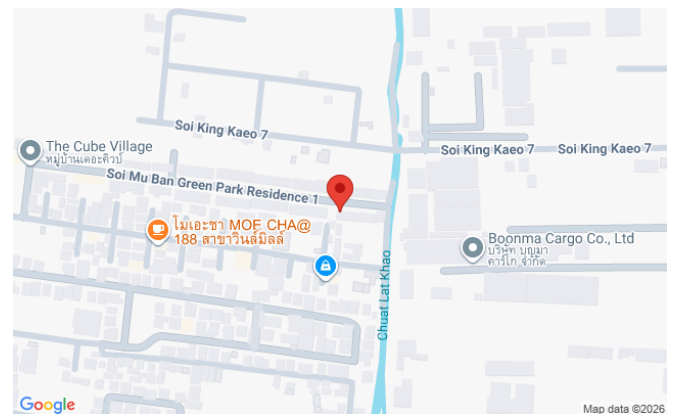 Soi King Kaeo 7
The Cube Village
หมู่บ้านเดอะคิวบ์
Soi King Kaeo 7
Soi King Kaeo 7
Soi Mu Ban Green Park Residence 1
โมเอะชา MOE CHA@
188 สาขาวินส์มิลล์
Boonma Cargo Co., Ltd
บริษัท บุญมา
คาร์โก จำกัด
Chuat Lat Khao
Google
Map data ©2026